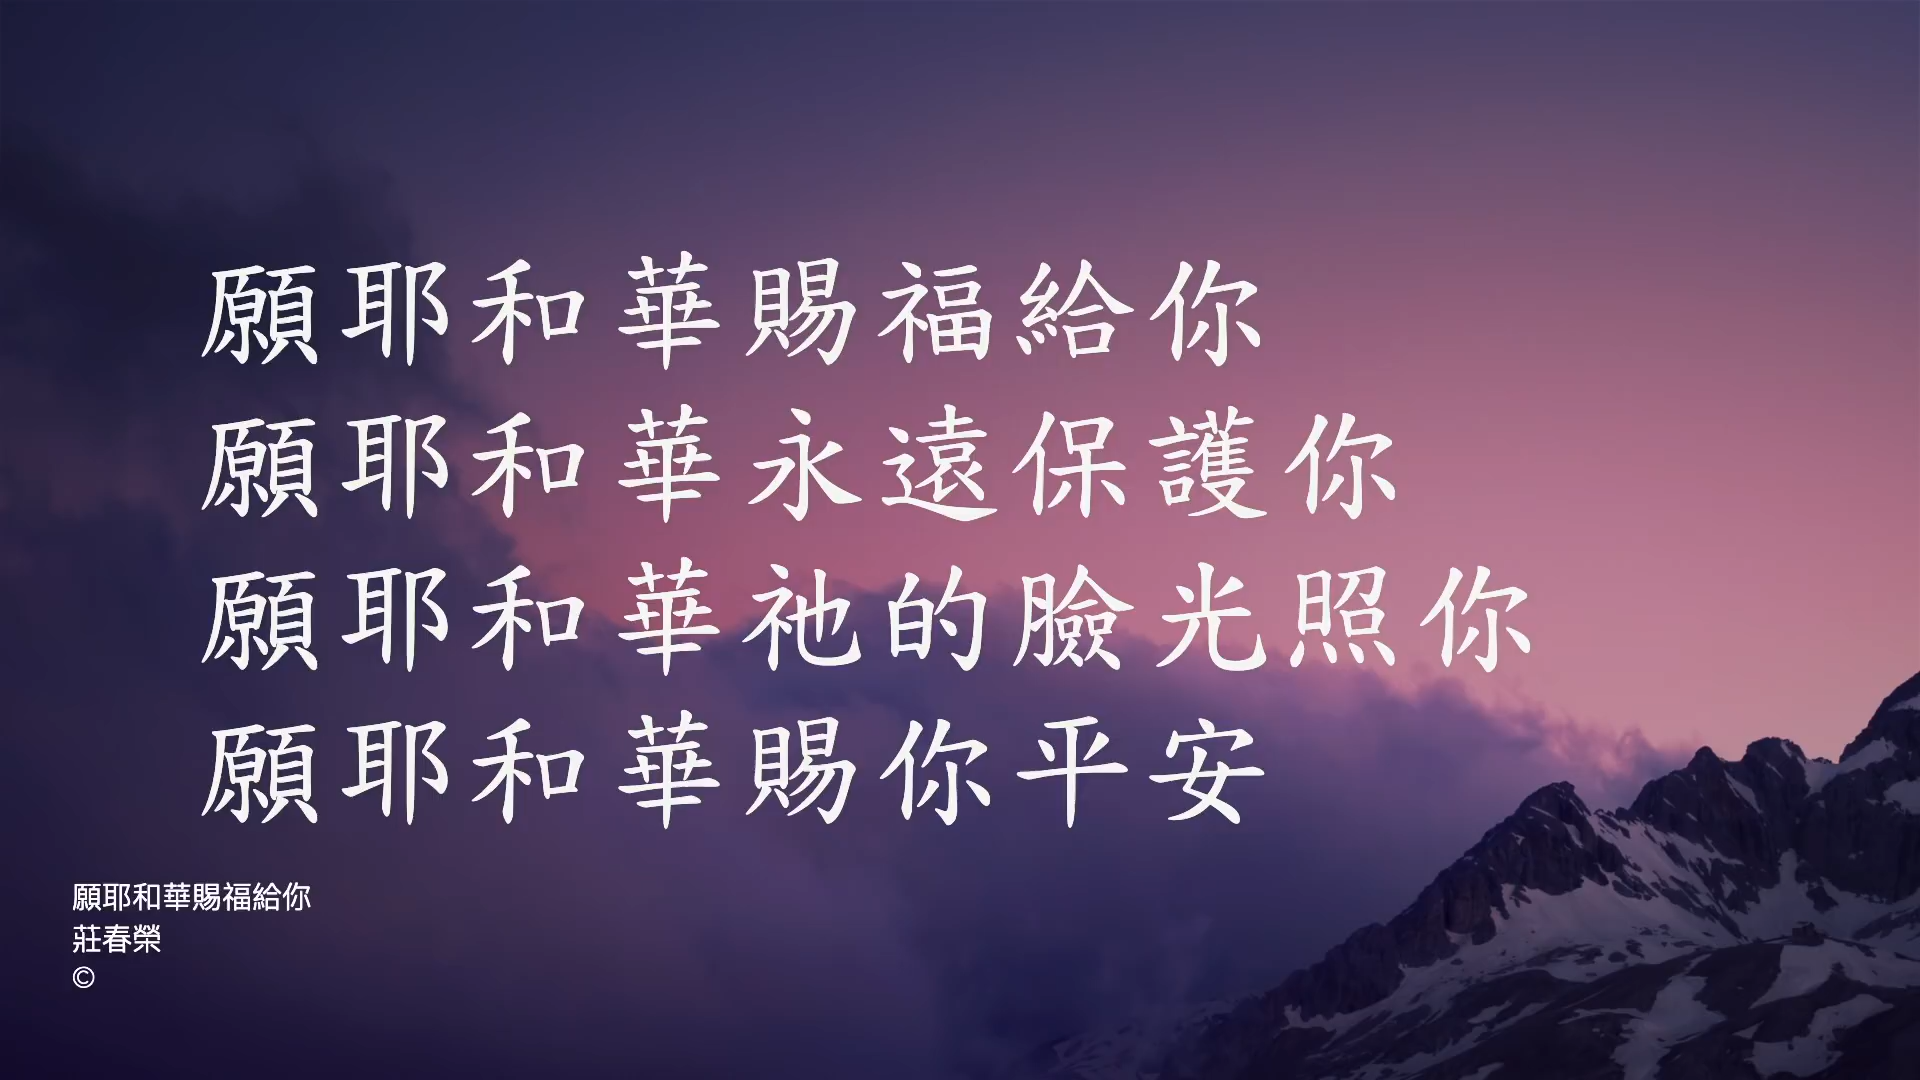 願耶和華賜福給你
願耶和華永遠保護你
願耶和華祂的臉光照你
願耶和華賜你平安
願耶和華賜福給你
莊春榮
©